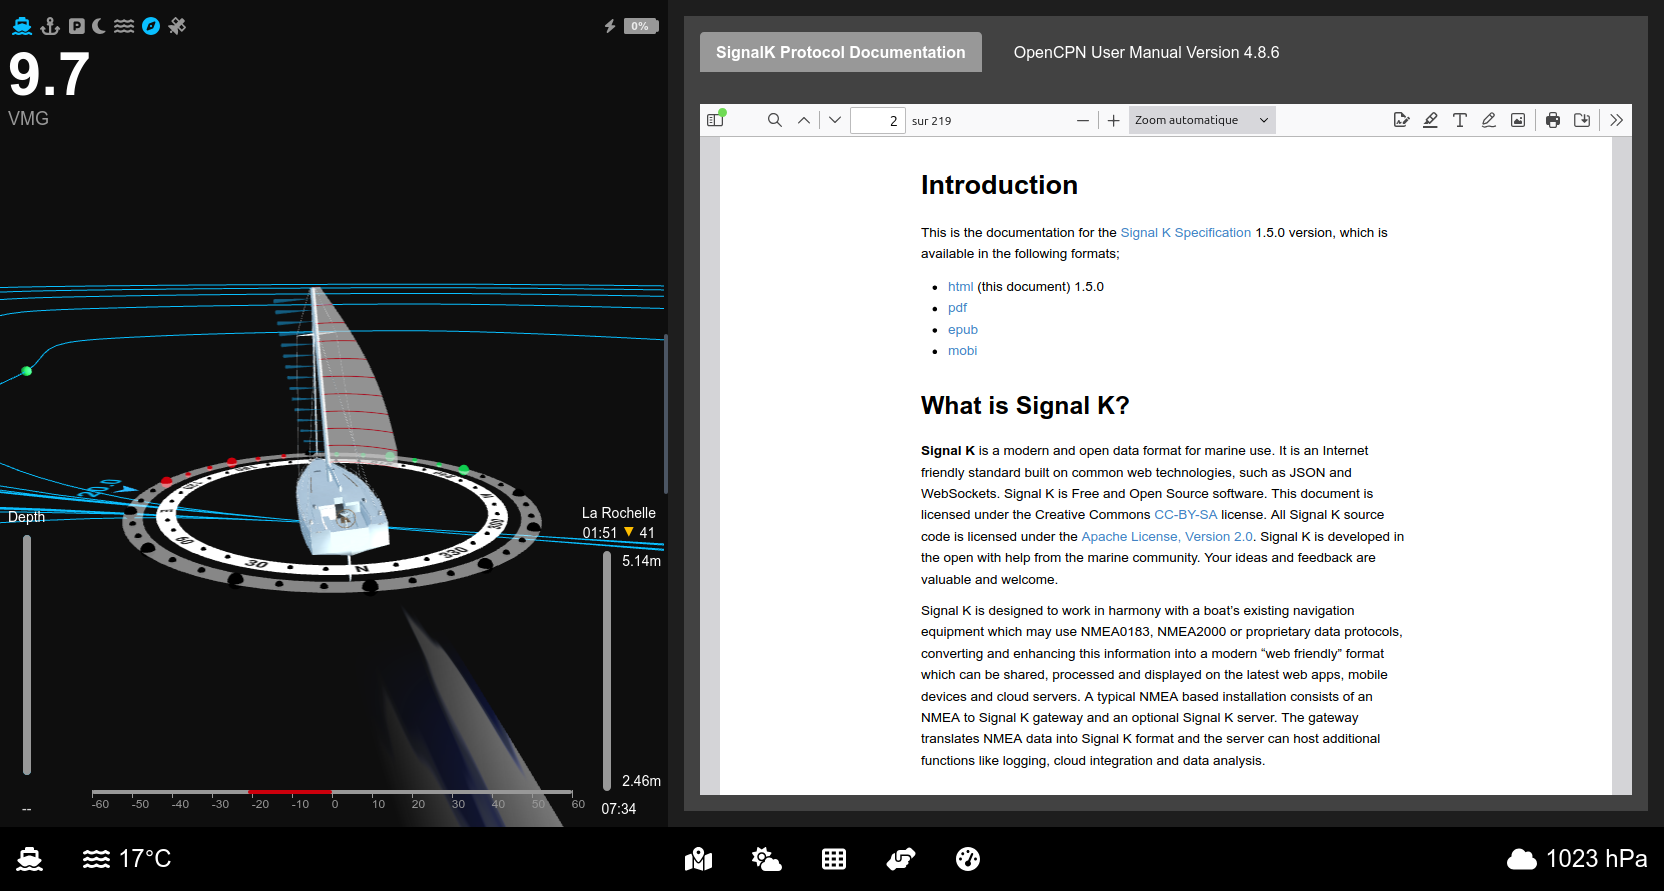 0%
9.7
VMG
20.0
Depth
La Rochelle
01:51 ▼ 41
5.14m
60
30
N
330
300
2.46m
-60 -50 -40 -30 -20 -10 0 10 20 30 40 50 60
--
07:34
SignalK Protocol Documentation
OpenCPN User Manual Version 4.8.6
2 sur 219
Zoom automatique
Introduction
This is the documentation for the Signal K Specification 1.5.0 version, which is
available in the following formats;
• html (this document) 1.5.0
• pdf
• epub
• mobi
What is Signal K?
Signal K is a modern and open data format for marine use. It is an Internet
friendly standard built on common web technologies, such as JSON and
WebSockets. Signal K is Free and Open Source software. This document is
licensed under the Creative Commons CC-BY-SA license. All Signal K source
code is licensed under the Apache License, Version 2.0. Signal K is developed in
the open with help from the marine community. Your ideas and feedback are
valuable and welcome.
Signal K is designed to work in harmony with a boat’s existing navigation
equipment which may use NMEA0183, NMEA2000 or proprietary data protocols,
converting and enhancing this information into a modern “web friendly” format
which can be shared, processed and displayed on the latest web apps, mobile
devices and cloud servers. A typical NMEA based installation consists of an
NMEA to Signal K gateway and an optional Signal K server. The gateway
translates NMEA data into Signal K format and the server can host additional
functions like logging, cloud integration and data analysis.
17°C
1023 hPa